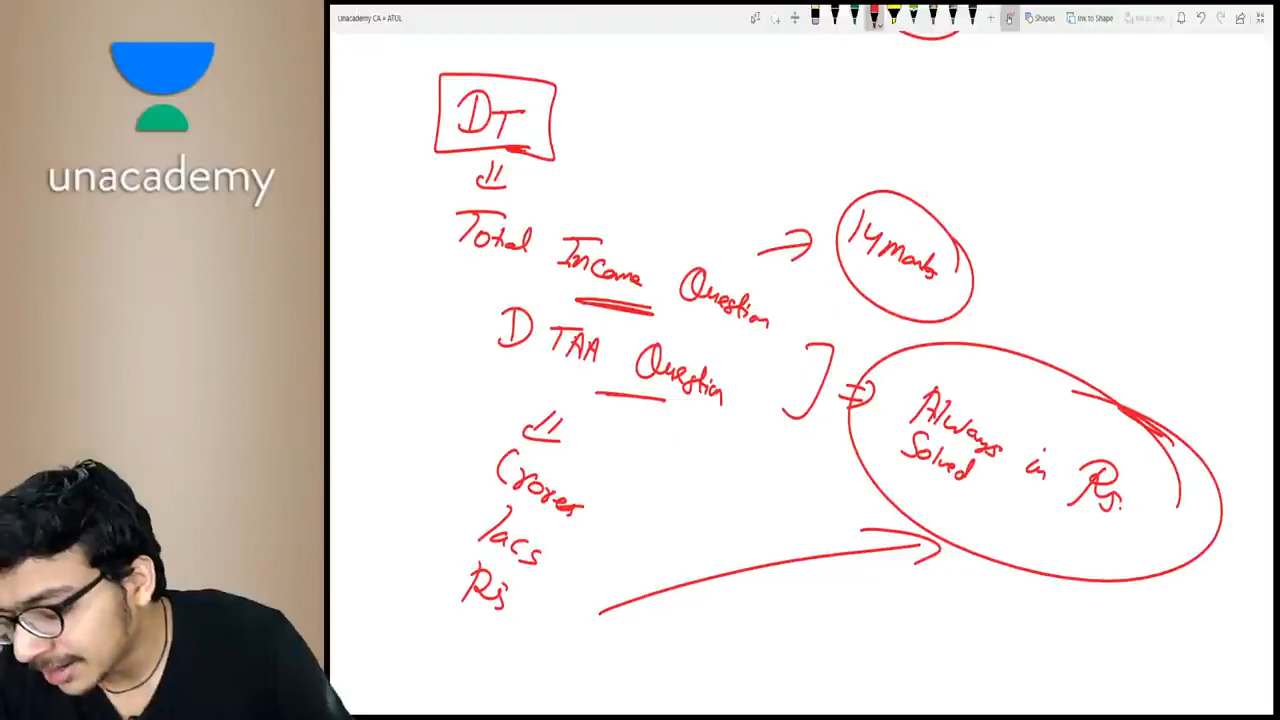 unacademy CA - ATUL
Shapes
Ink to Shape
unacademy
DT
Total Income Question
14 marks
DTAA Question
Always in Rs.
Solved
Crores
lacs
Rs